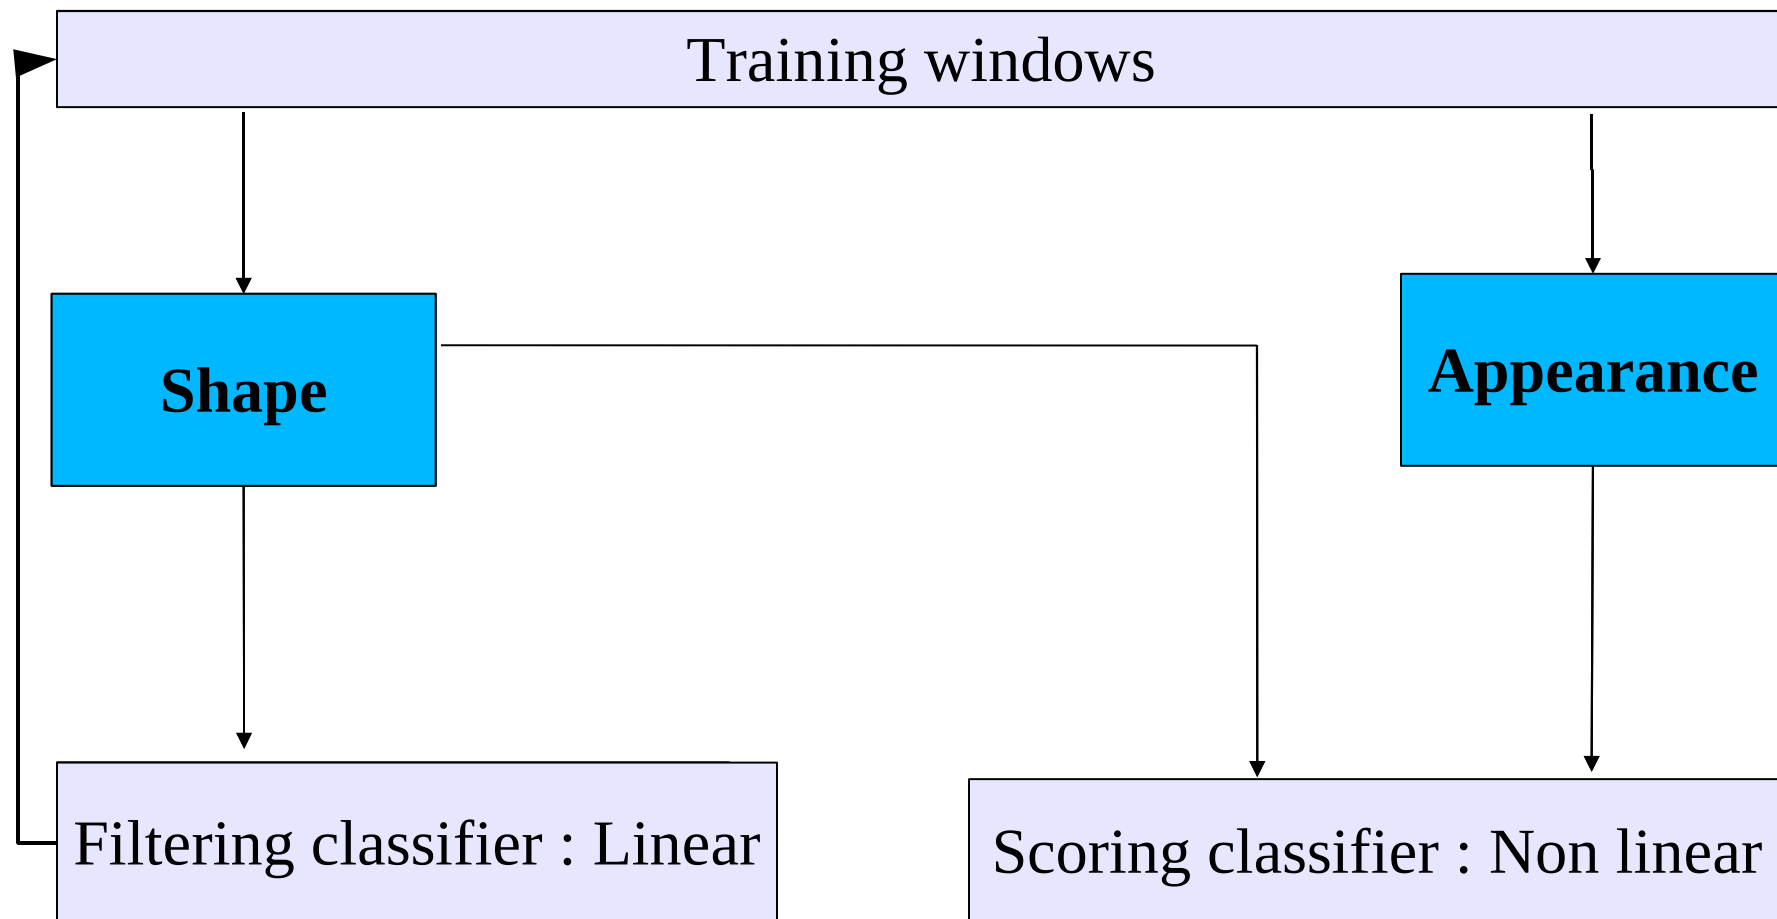 Training windows
Shape
Appearance
Filtering classifier : Linear
Scoring classifier : Non linear